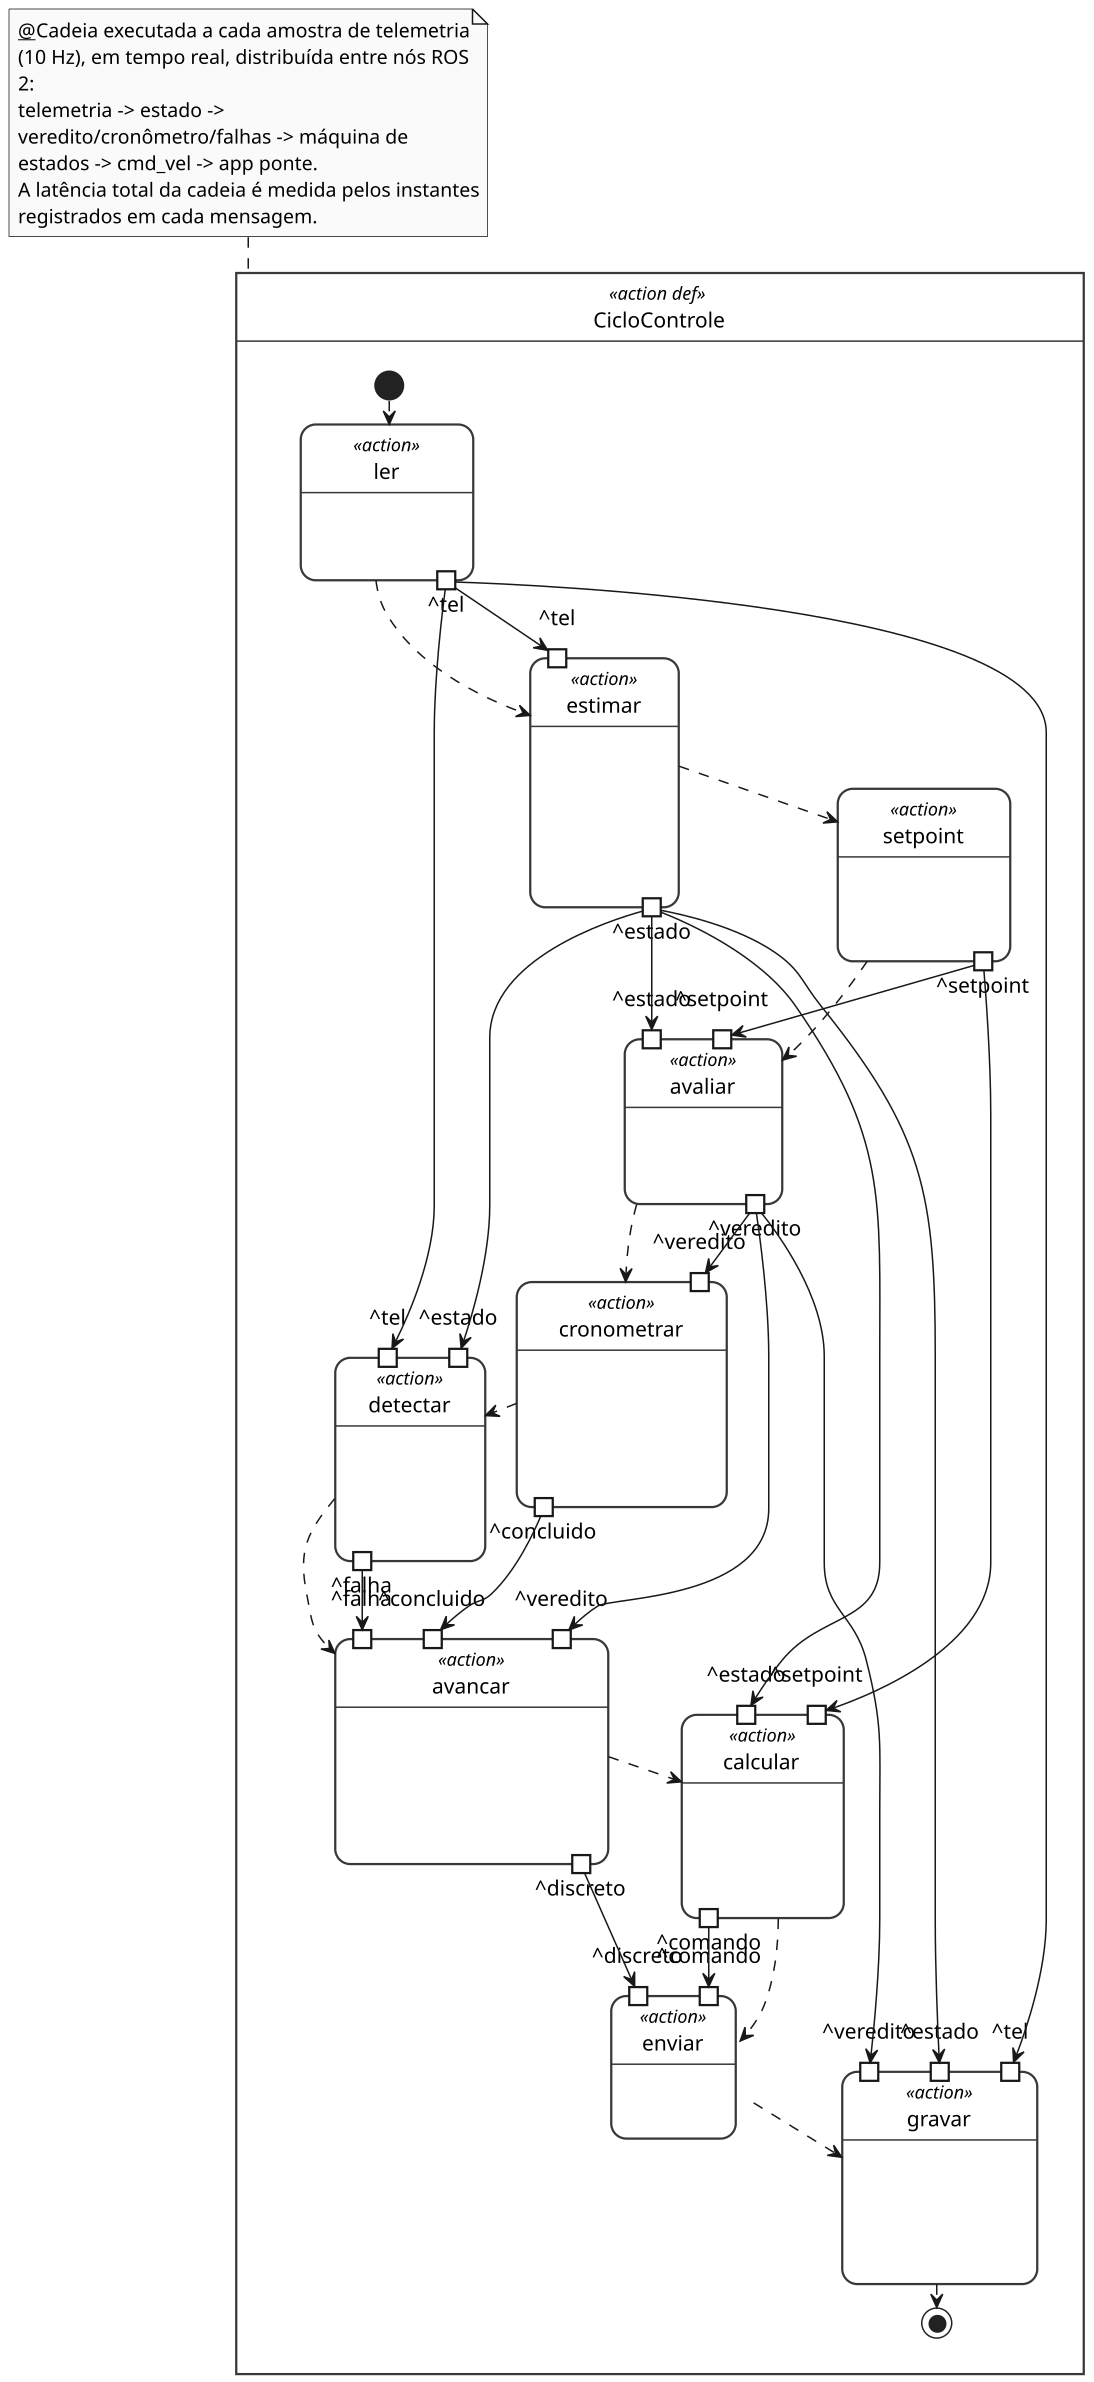 @Cadeia executada a cada amostra de telemetria
(10 Hz), em tempo real, distribuída entre nós ROS
2:
telemetria -> estado ->
veredito/cronômetro/falhas -> máquina de
estados -> cmd_vel -> app ponte.
A latência total da cadeia é medida pelos instantes
registrados em cada mensagem.
«action def»
CicloControle
«action»
ler
^tel
^tel
«action»
estimar
«action»
setpoint
^estado
^setpoint
^estado
^setpoint
«action»
avaliar
^veredito
^veredito
«action»
cronometrar
^tel
^estado
«action»
detectar
^concluido
^falha
^falha
^concluido
^veredito
«action»
avancar
^estado
^setpoint
«action»
calcular
^discreto
^comando
^discreto
^comando
«action»
enviar
^veredito
^estado
^tel
«action»
gravar